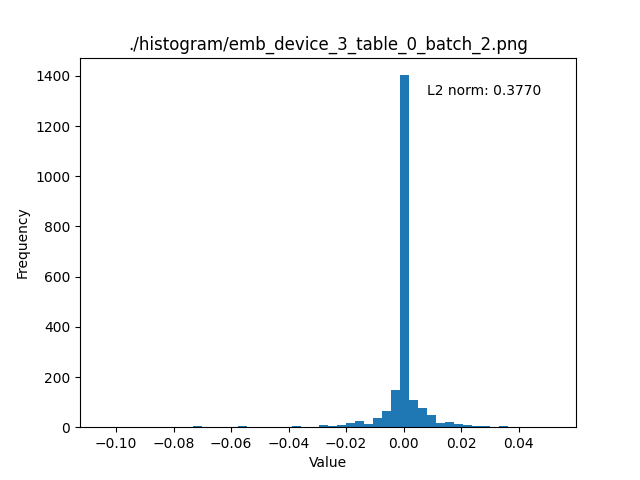 ./histogram/emb_device_3_table_0_batch_2.png
L2 norm: 0.3770
Frequency
1400
1200
1000
800
600
400
200
0
−0.10 −0.08 −0.06 −0.04 −0.02 0.00 0.02 0.04
Value